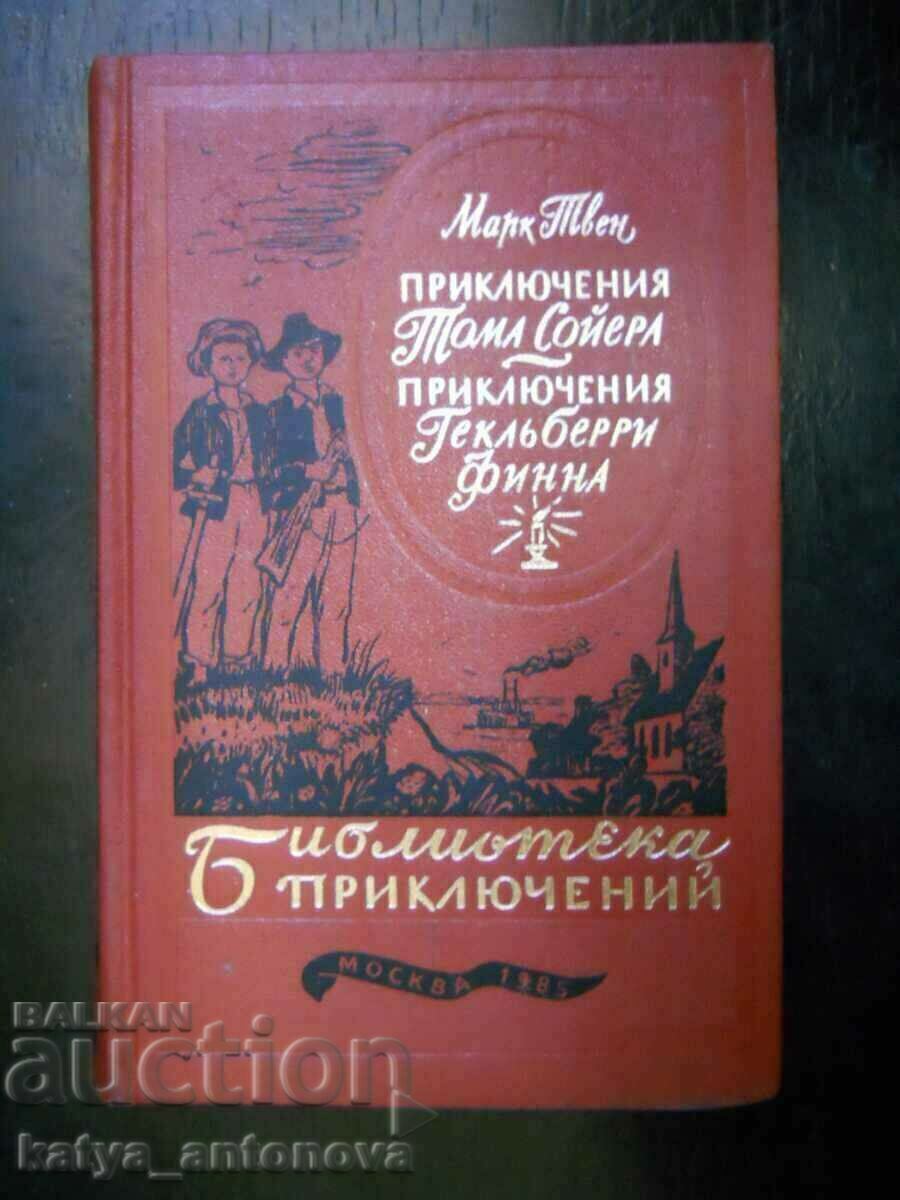 Марк Твен
ПРИКЛЮЧЕНИЯ
Тома Сойера
ПРИКЛЮЧЕНИЯ
Гекльберри
Финна
Библиотека
ПРИКЛЮЧЕНИЙ
МОСКВА 1985
BALKAN
auction
katya_antonova